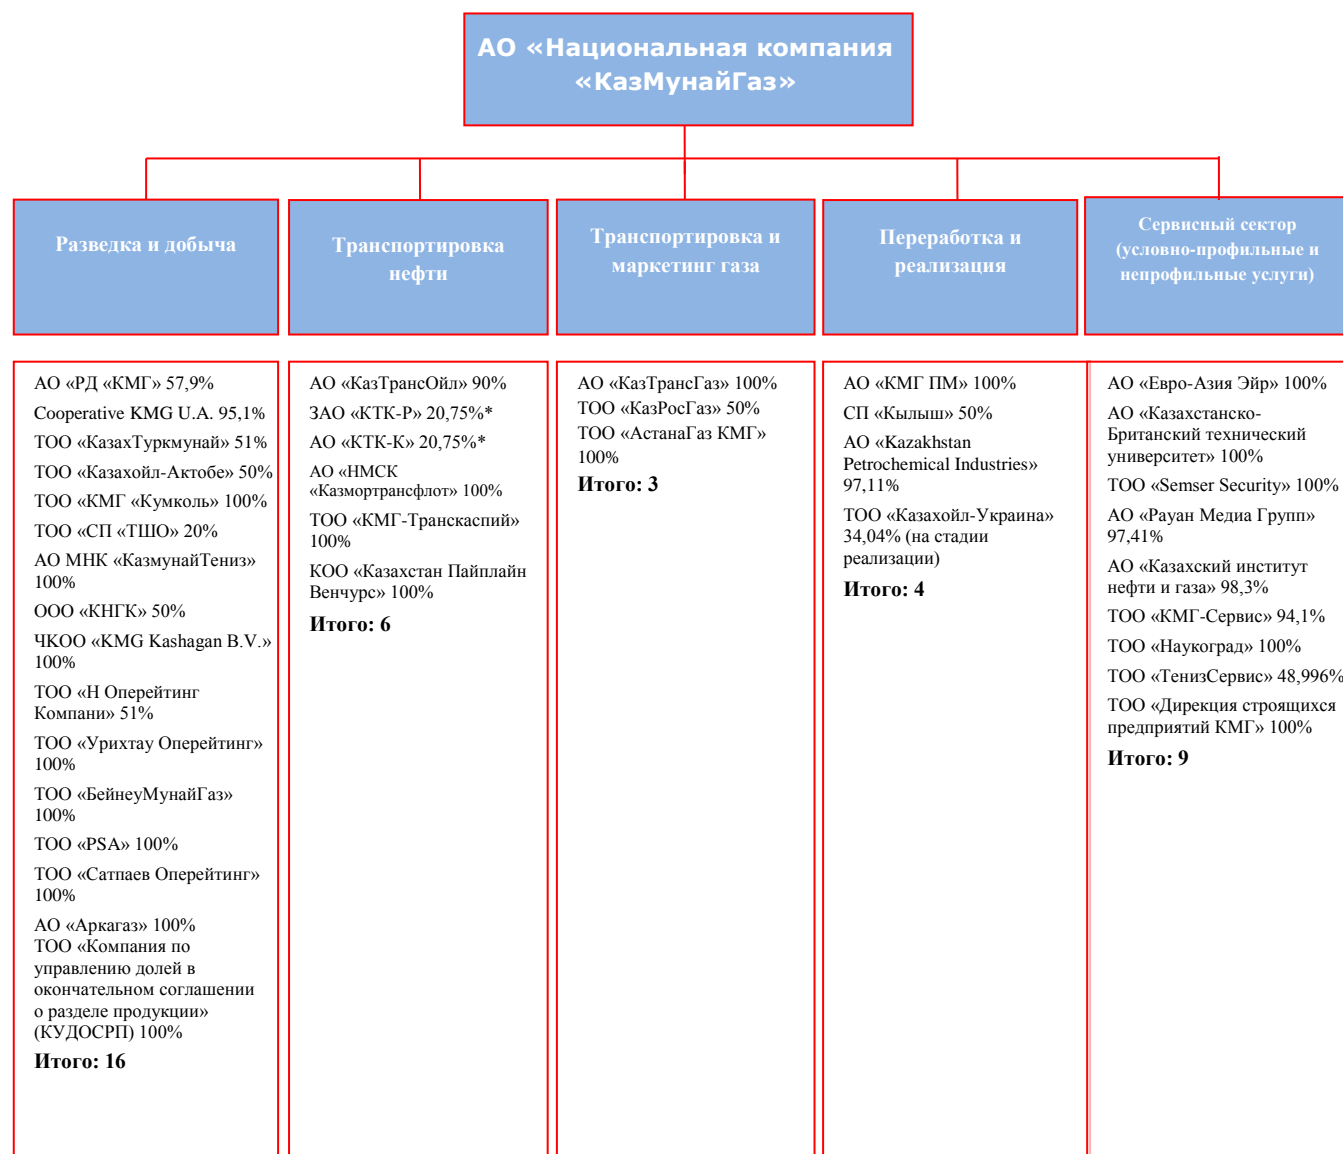 АО «Национальная компания
«КазМунайГаз»
Разведка и добыча
Транспортировка
нефти
Транспортировка и
маркетинг газа
Переработка и
реализация
Сервисный сектор
(условно-профильные и
непрофильные услуги)
АО «РД «КМГ» 57,9%
Cooperative KMG U.A. 95,1%
ТОО «КазахТуркмунай» 51%
ТОО «Казахойл-Актобе» 50%
ТОО «КМГ «Кумколь» 100%
ТОО «СП «ТШО» 20%
АО МНК «КазмунайТениз»
100%
ООО «КНГК» 50%
ЧКОО «KMG Kashagan B.V.»
100%
ТОО «Н Оперейтинг
Компани» 51%
ТОО «Урихтау Оперейтинг»
100%
ТОО «БейнеуМунайГаз»
100%
ТОО «PSA» 100%
ТОО «Сатпаев Оперейтинг»
100%
АО «Аркагаз» 100%
ТОО «Компания по
управлению долей в
окончательном соглашении
о разделе продукции»
(КУДОСРП) 100%
Итого: 16
АО «КазТрансОйл» 90%
ЗАО «КТК-Р» 20,75%*
АО «КТК-К» 20,75%*
АО «НМСК
«Казмортрансфлот» 100%
ТОО «КМГ-Транскаспий»
100%
КОО «Казахстан Пайплайн
Венчурс» 100%
Итого: 6
АО «КазТрансГаз» 100%
ТОО «КазРосГаз» 50%
ТОО «АстанаГаз КМГ»
100%
Итого: 3
АО «КМГ ПМ» 100%
СП «Кылыш» 50%
АО «Kazakhstan
Petrochemical Industries»
97,11%
ТОО «Казахойл-Украина»
34,04% (на стадии
реализации)
Итого: 4
АО «Евро-Азия Эйр» 100%
АО «Казахстанско-
Британский технический
университет» 100%
ТОО «Semser Security» 100%
АО «Рауан Медиа Групп»
97,41%
АО «Казахский институт
нефти и газа» 98,3%
ТОО «КМГ-Сервис» 94,1%
ТОО «Наукоград» 100%
ТОО «ТенизСервис» 48,996%
ТОО «Дирекция строящихся
предприятий КМГ» 100%
Итого: 9